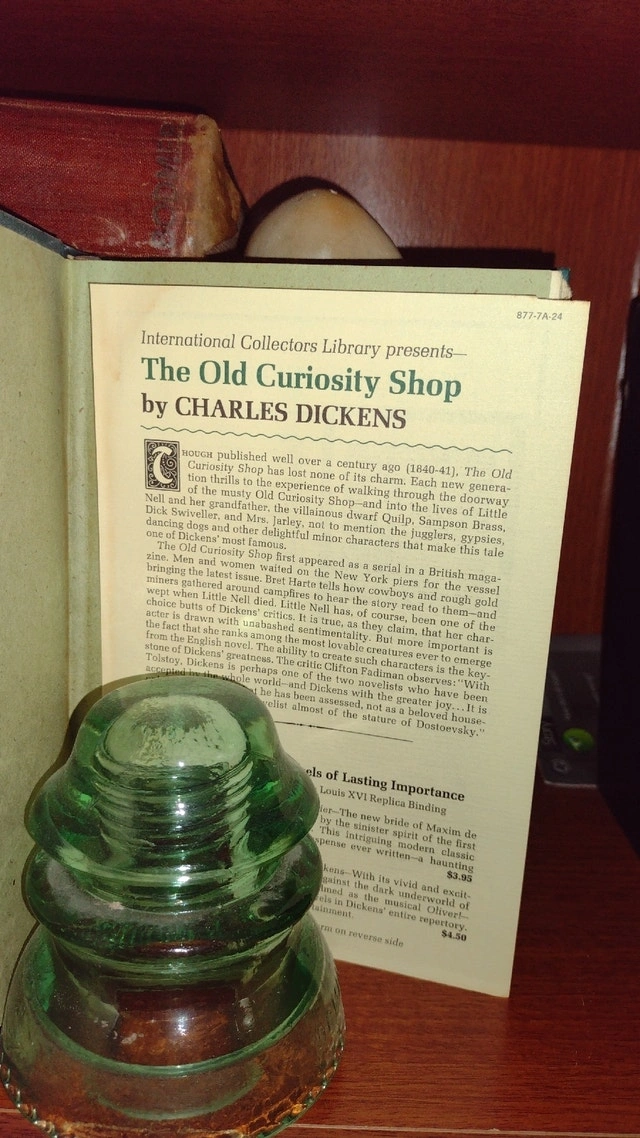 877-7A-24
International Collectors Library presents—
The Old Curiosity Shop
by CHARLES DICKENS
THOUGH published well over a century ago (1840-41), The Old
Curiosity Shop has lost none of its charm. Each new genera-
tion thrills to the experience of walking through the doorway
of the musty Old Curiosity Shop—and into the lives of Little
Nell and her grandfather, the villainous dwarf Quilp, Sampson Brass,
Dick Swiveller, and Mrs. Jarley, not to mention the jugglers, gypsies,
dancing dogs and other delightful minor characters that make this tale
one of Dickens' most famous.
The Old Curiosity Shop first appeared as a serial in a British maga-
zine. Men and women waited on the New York piers for the vessel
bringing the latest issue. Bret Harte tells how cowboys and rough gold
miners gathered around campfires to hear the story read to them—and
wept when Little Nell died. Little Nell has, of course, been one of the
choice butts of Dickens' critics. It is true, as they claim, that her char-
acter is drawn with unabashed sentimentality. But more important is
the fact that she ranks among the most lovable creatures ever to emerge
from the English novel. The ability to create such characters is the key-
stone of Dickens' greatness. The critic Clifton Fadiman observes: "With
Tolstoy, Dickens is perhaps one of the two novelists who have been
accepted by the whole world—and Dickens with the greater joy... It is
he has been assessed, not as a beloved house-
almost of the stature of Dostoevsky."
els of Lasting Importance
Louis XVI Replica Binding
ier—The new bride of Maxim de
by the sinister spirit of the first
This intriguing modern classic
spense ever written—a haunting
$3.95
kens—With its vivid and excit-
against the dark underworld of
lmed as the musical Oliver!—
els in Dickens' entire repertory.
tainment.
$4.50
rm on reverse side